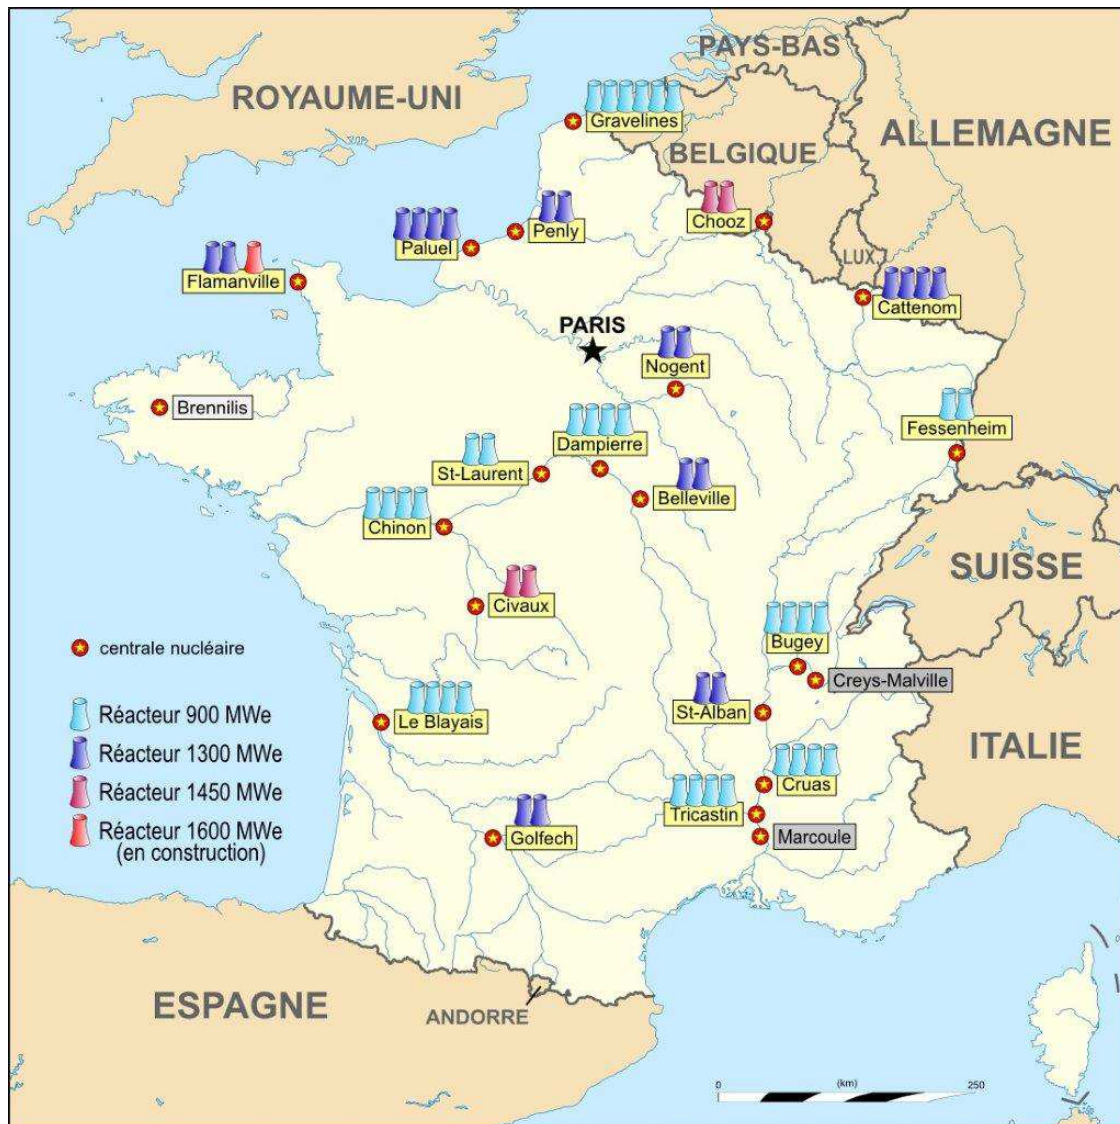 PAYS-BAS
ROYAUME-UNI
Gravelines
ALLEMAGNE
BELGIQUE
Chooz
Penly
Paluel
LUX.
Flamanville
Cattenom
PARIS
Nogent
Brennilis
Fessenheim
Dampierre
St-Laurent
Belleville
Chinon
SUISSE
Civaux
Bugey
centrale nucléaire
Creys-Malville
Réacteur 900 MWe
St-Alban
Le Blayais
ITALIE
Réacteur 1300 MWe
Cruas
Réacteur 1450 MWe
Tricastin
Réacteur 1600 MWe
(en construction)
Golfech
Marcoule
ESPAGNE
ANDORRE
0 (km) 250